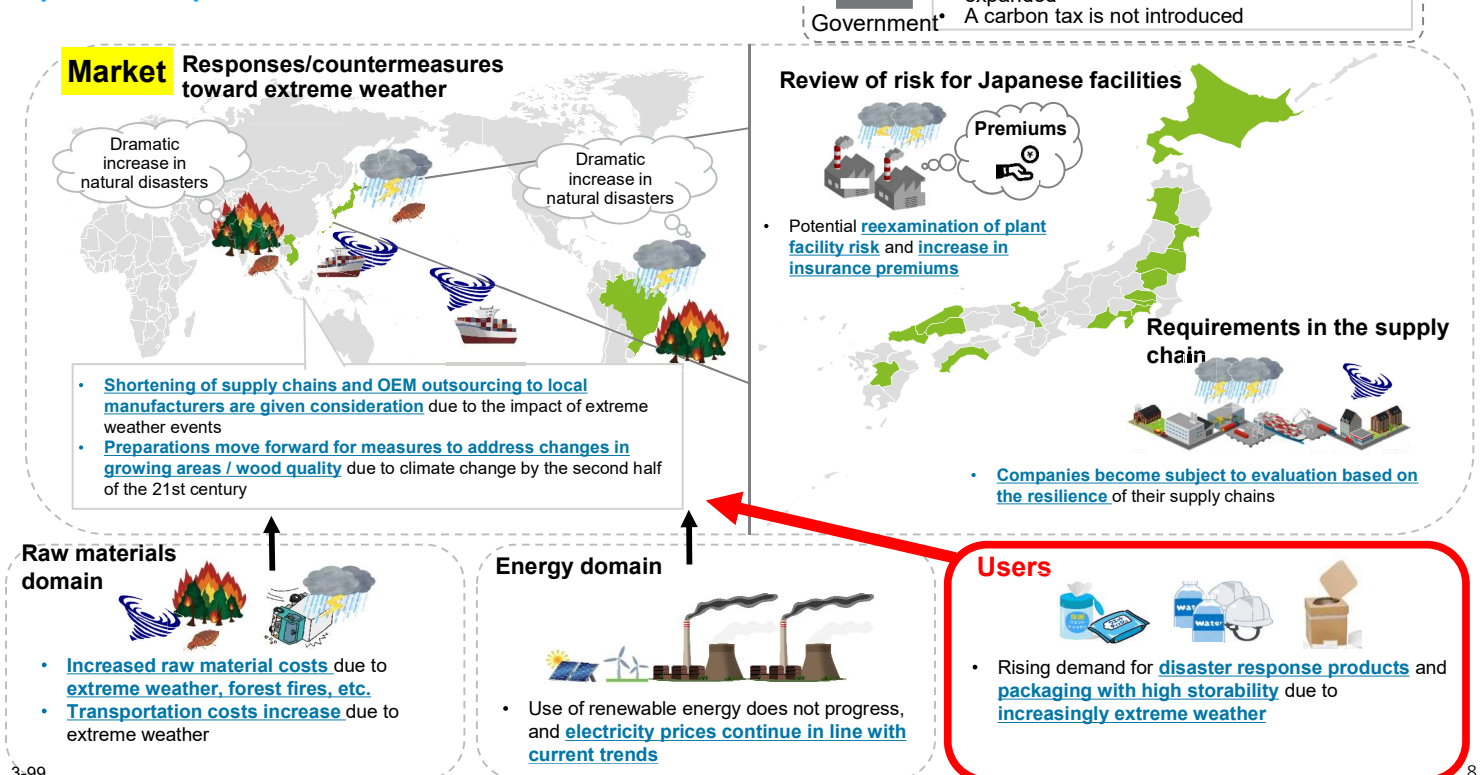 expanded
Government
• A carbon tax is not introduced
Market
Responses/countermeasures
toward extreme weather
Dramatic
increase in
natural disasters
Dramatic
increase in
natural disasters
• Shortening of supply chains and OEM outsourcing to local
manufacturers are given consideration due to the impact of extreme
weather events
• Preparations move forward for measures to address changes in
growing areas / wood quality due to climate change by the second half
of the 21st century
Review of risk for Japanese facilities
Premiums
¥
• Potential reexamination of plant
facility risk and increase in
insurance premiums
Requirements in the supply
chain
• Companies become subject to evaluation based on
the resilience of their supply chains
Raw materials
domain
• Increased raw material costs due to
extreme weather, forest fires, etc.
• Transportation costs increase due to
extreme weather
Energy domain
• Use of renewable energy does not progress,
and electricity prices continue in line with
current trends
Users
water
water
• Rising demand for disaster response products and
packaging with high storability due to
increasingly extreme weather
3-99
8